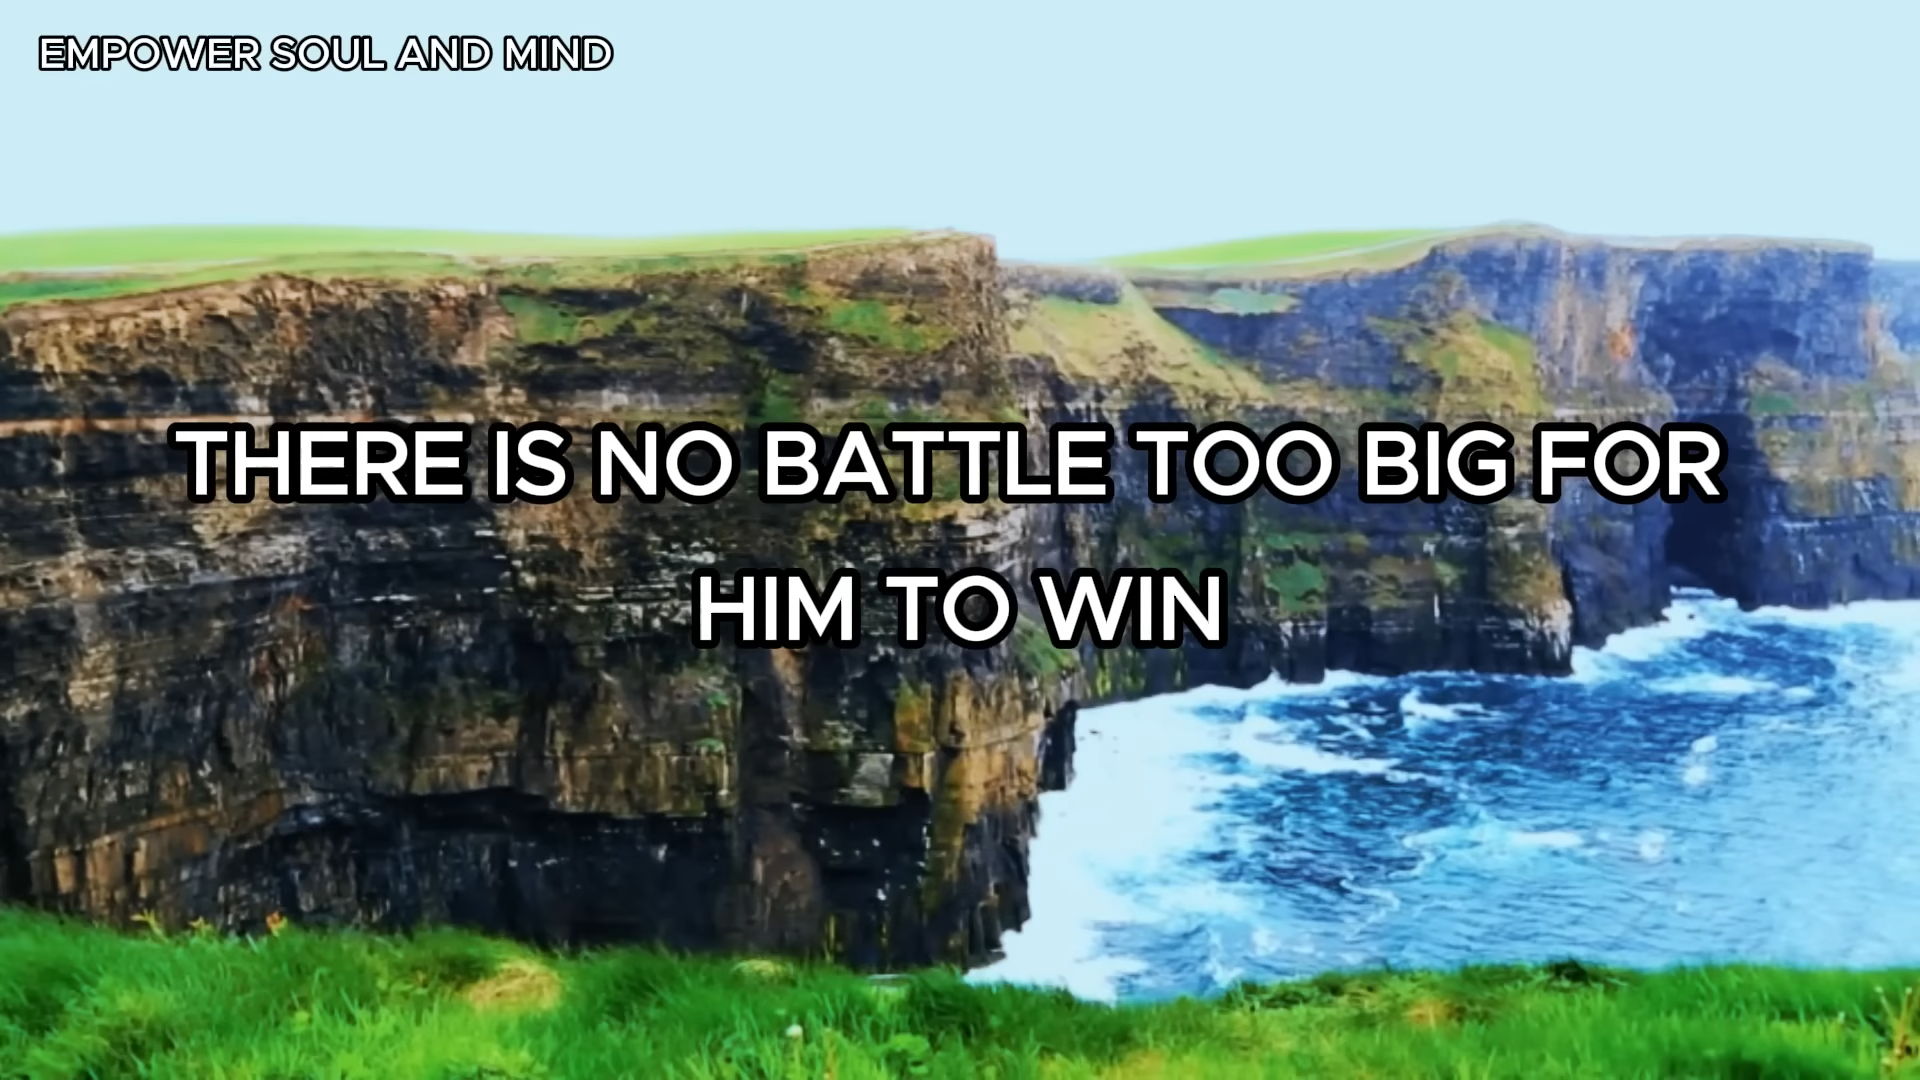 EMPOWER SOUL AND MIND
THERE IS NO BATTLE TOO BIG FOR
HIM TO WIN